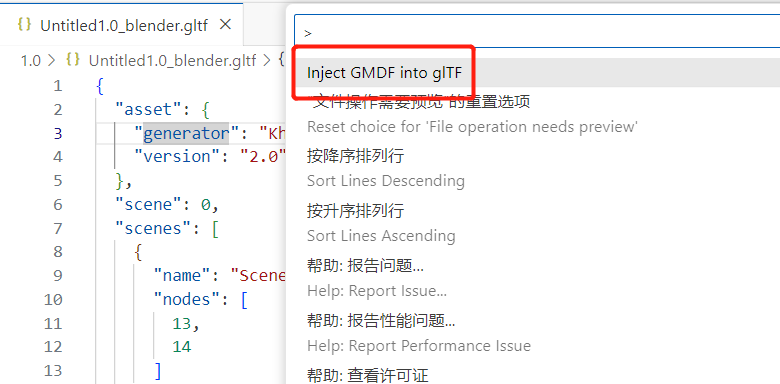 Untitled1.0_blender.gltf
1.0 > {} Untitled1.0_blender.gltf > {
1 {
2 "asset": {
3 "generator": "Kh
4 "version": "2.0"
5 },
6 "scene": 0,
7 "scenes": [
8 {
9 "name": "Scene
10 "nodes": [
11 13,
12 14
13 ]
>
Inject GMDF into glTF
"文件操作需要预览"的重置选项
Reset choice for 'File operation needs preview'
按降序排列行
Sort Lines Descending
按升序排列行
Sort Lines Ascending
帮助: 报告问题...
Help: Report Issue...
帮助: 报告性能问题...
Help: Report Performance Issue
帮助: 查看许可证